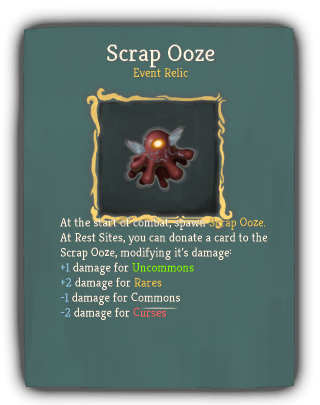 Scrap Ooze
Event Relic
At the start of combat, spawn Scrap Ooze.
At Rest Sites, you can donate a card to the
Scrap Ooze, modifying it's damage:
+1 damage for Uncommons
+2 damage for Rares
-1 damage for Commons
-2 damage for Curses